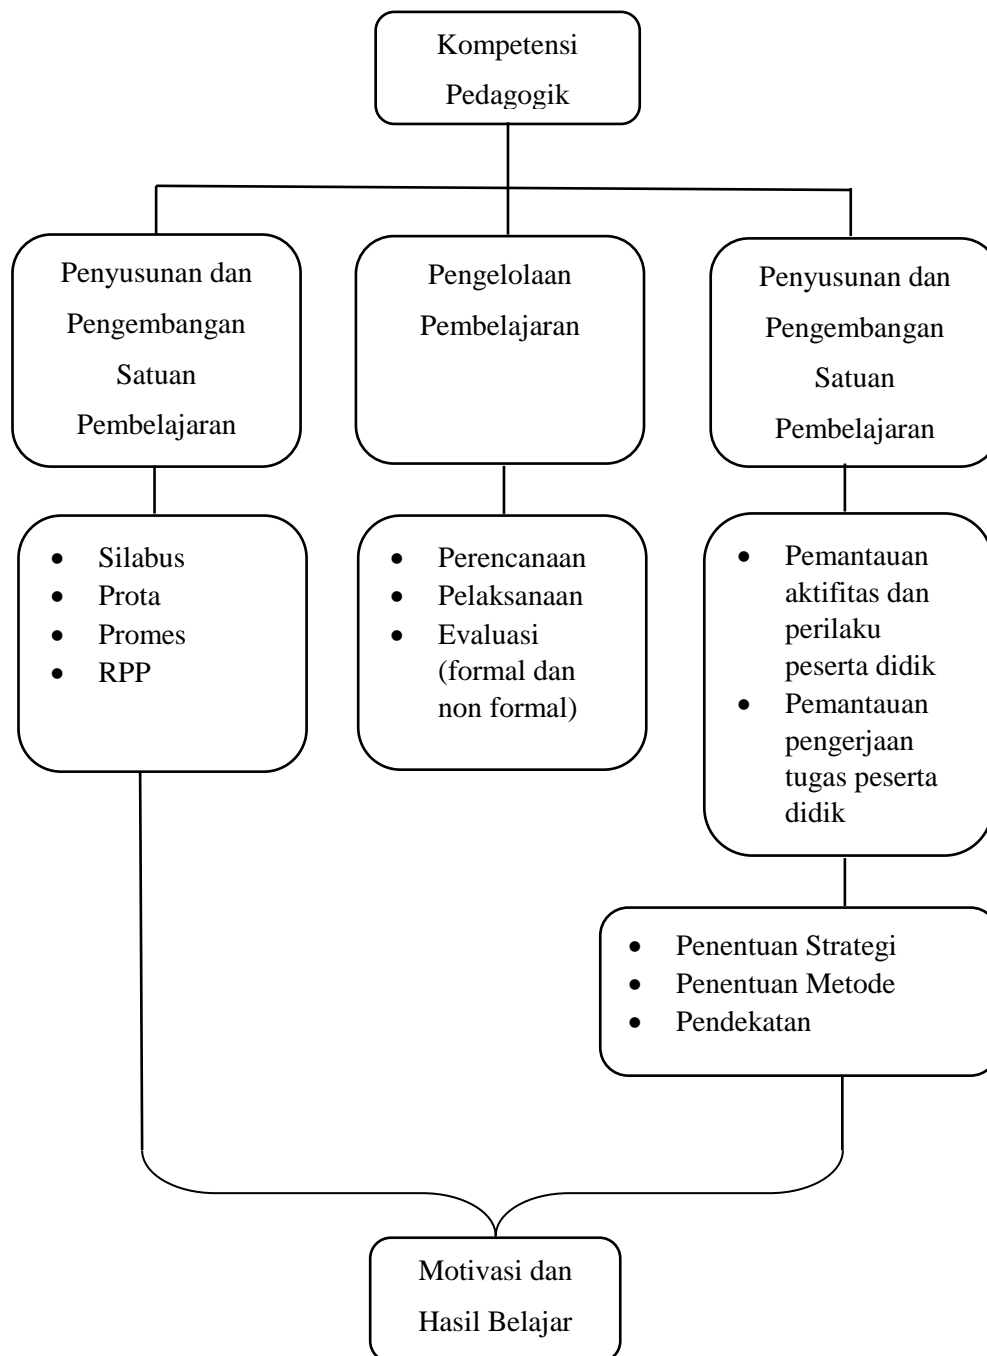 Kompetensi
Pedagogik
Penyusunan dan
Pengembangan
Satuan
Pembelajaran
Pengelolaan
Pembelajaran
Penyusunan dan
Pengembangan
Satuan
Pembelajaran
• Silabus
• Prota
• Promes
• RPP
• Perencanaan
• Pelaksanaan
• Evaluasi
(formal dan
non formal)
• Pemantauan
aktifitas dan
perilaku
peserta didik
• Pemantauan
pengerjaan
tugas peserta
didik
• Penentuan Strategi
• Penentuan Metode
• Pendekatan
Motivasi dan
Hasil Belajar